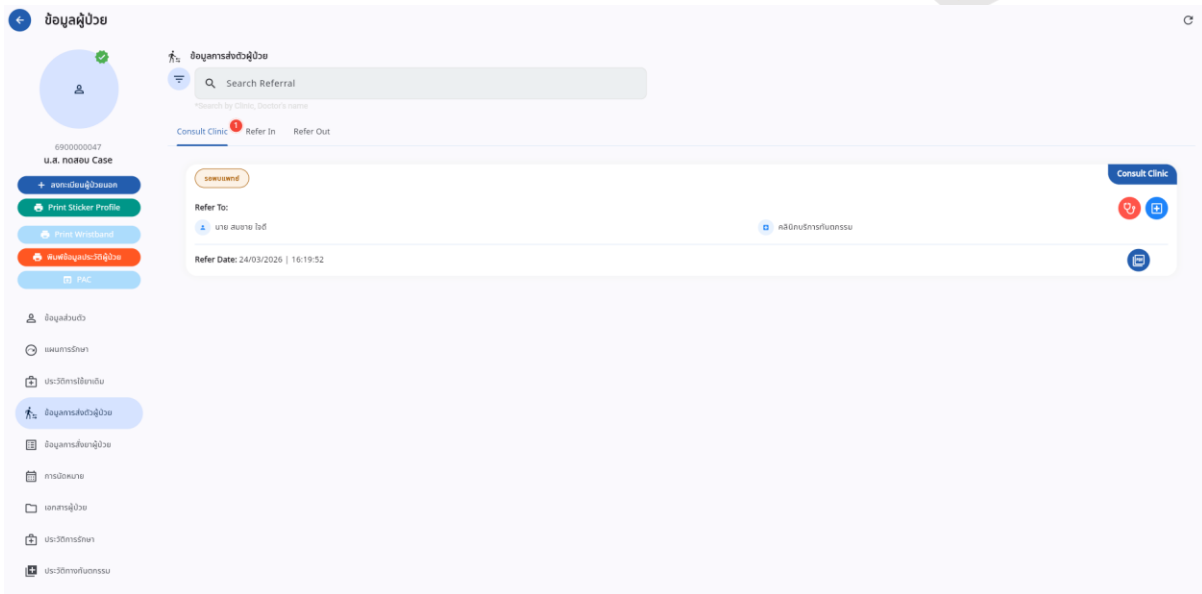 ข้อมูลผู้ป่วย
6900000047
น.ส. ทดสอบ Case
+ ลงทะเบียนผู้ป่วยนอก
Print Sticker Profile
Print Wristband
พิมพ์ข้อมูลประวัติผู้ป่วย
PAC
ข้อมูลส่วนตัว
แผนการรักษา
ประวัติการใช้ยาเดิม
ข้อมูลการส่งตัวผู้ป่วย
ข้อมูลการสั่งยาผู้ป่วย
การนัดหมาย
เอกสารผู้ป่วย
ประวัติการรักษา
ประวัติทางทันตกรรม
ข้อมูลการส่งตัวผู้ป่วย
Search Referral
*Search by Clinic, Doctor's name
Consult Clinic 1 Refer In Refer Out
รอพบแพทย์ Consult Clinic
Refer To:
นาย สมชาย ใจดี คลินิกบริการทันตกรรม
Refer Date: 24/03/2026 | 16:19:52